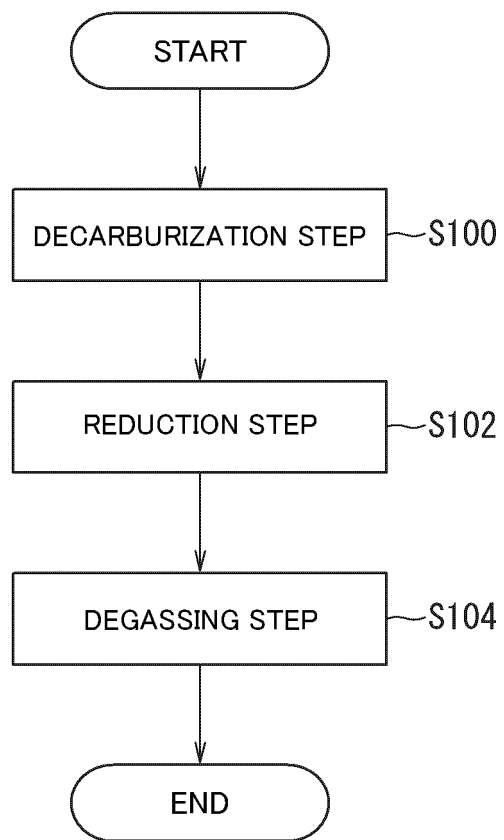 START
DECARBURIZATION STEP
S100
REDUCTION STEP
S102
DEGASSING STEP
S104
END